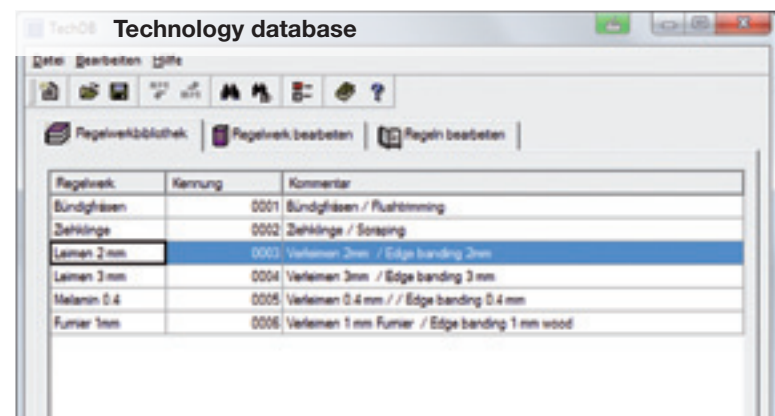 TechDB Technology database
Datei Bearbeiten Hilfe
Regelwerkbibliothek Regelwerk bearbeiten Regeln bearbeiten
Regelwerk Kennung Kommentar
Bündigfräsen 0001 Bündigfräsen / Flushtrimming
Ziehklinge 0002 Ziehklinge / Scraping
Leimen 2 mm 0003 Verleimen 2mm / Edge banding 2mm
Leimen 3 mm 0004 Verleimen 3mm / Edge banding 3 mm
Melamin 0.4 0005 Verleimen 0.4 mm / / Edge banding 0.4 mm
Furnier 1mm 0006 Verleimen 1 mm Furnier / Edge banding 1 mm wood